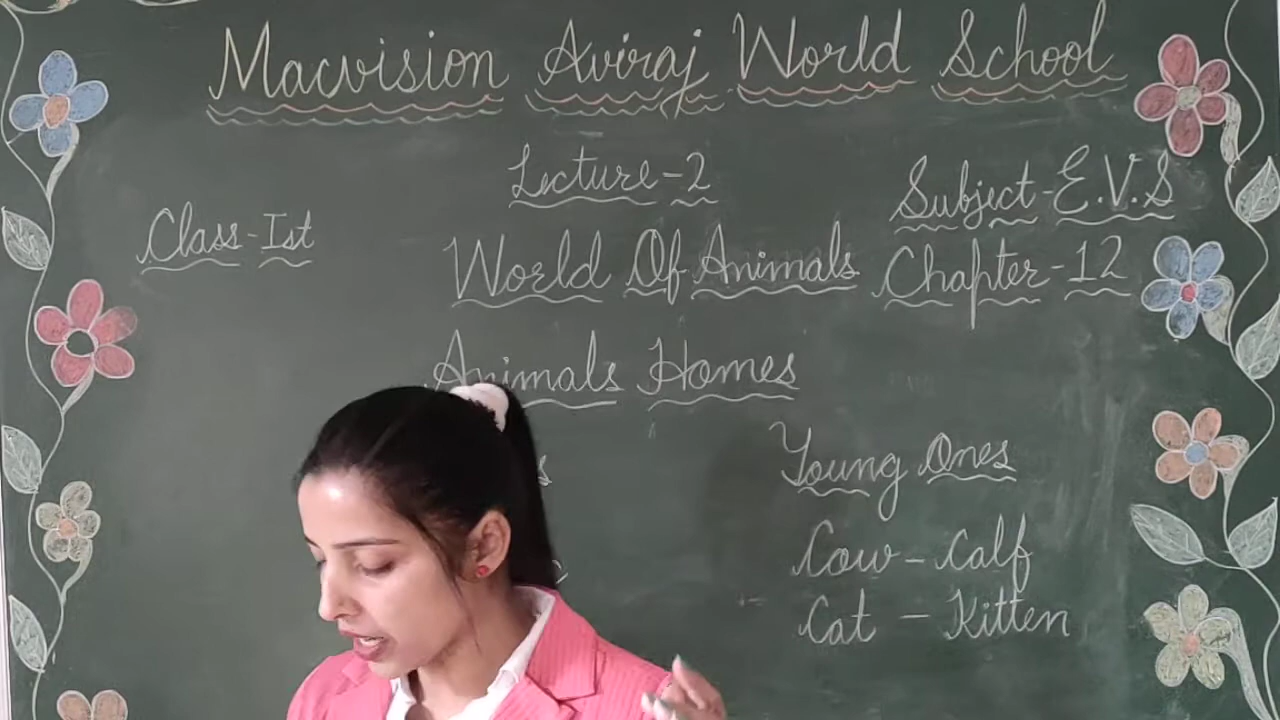 Macvision Aviraj World School
Lecture-2
Subject-E.V.S
Class-Ist
World Of Animals
Chapter-12
Animals Homes
Young Ones
Cow - Calf
Cat - Kitten